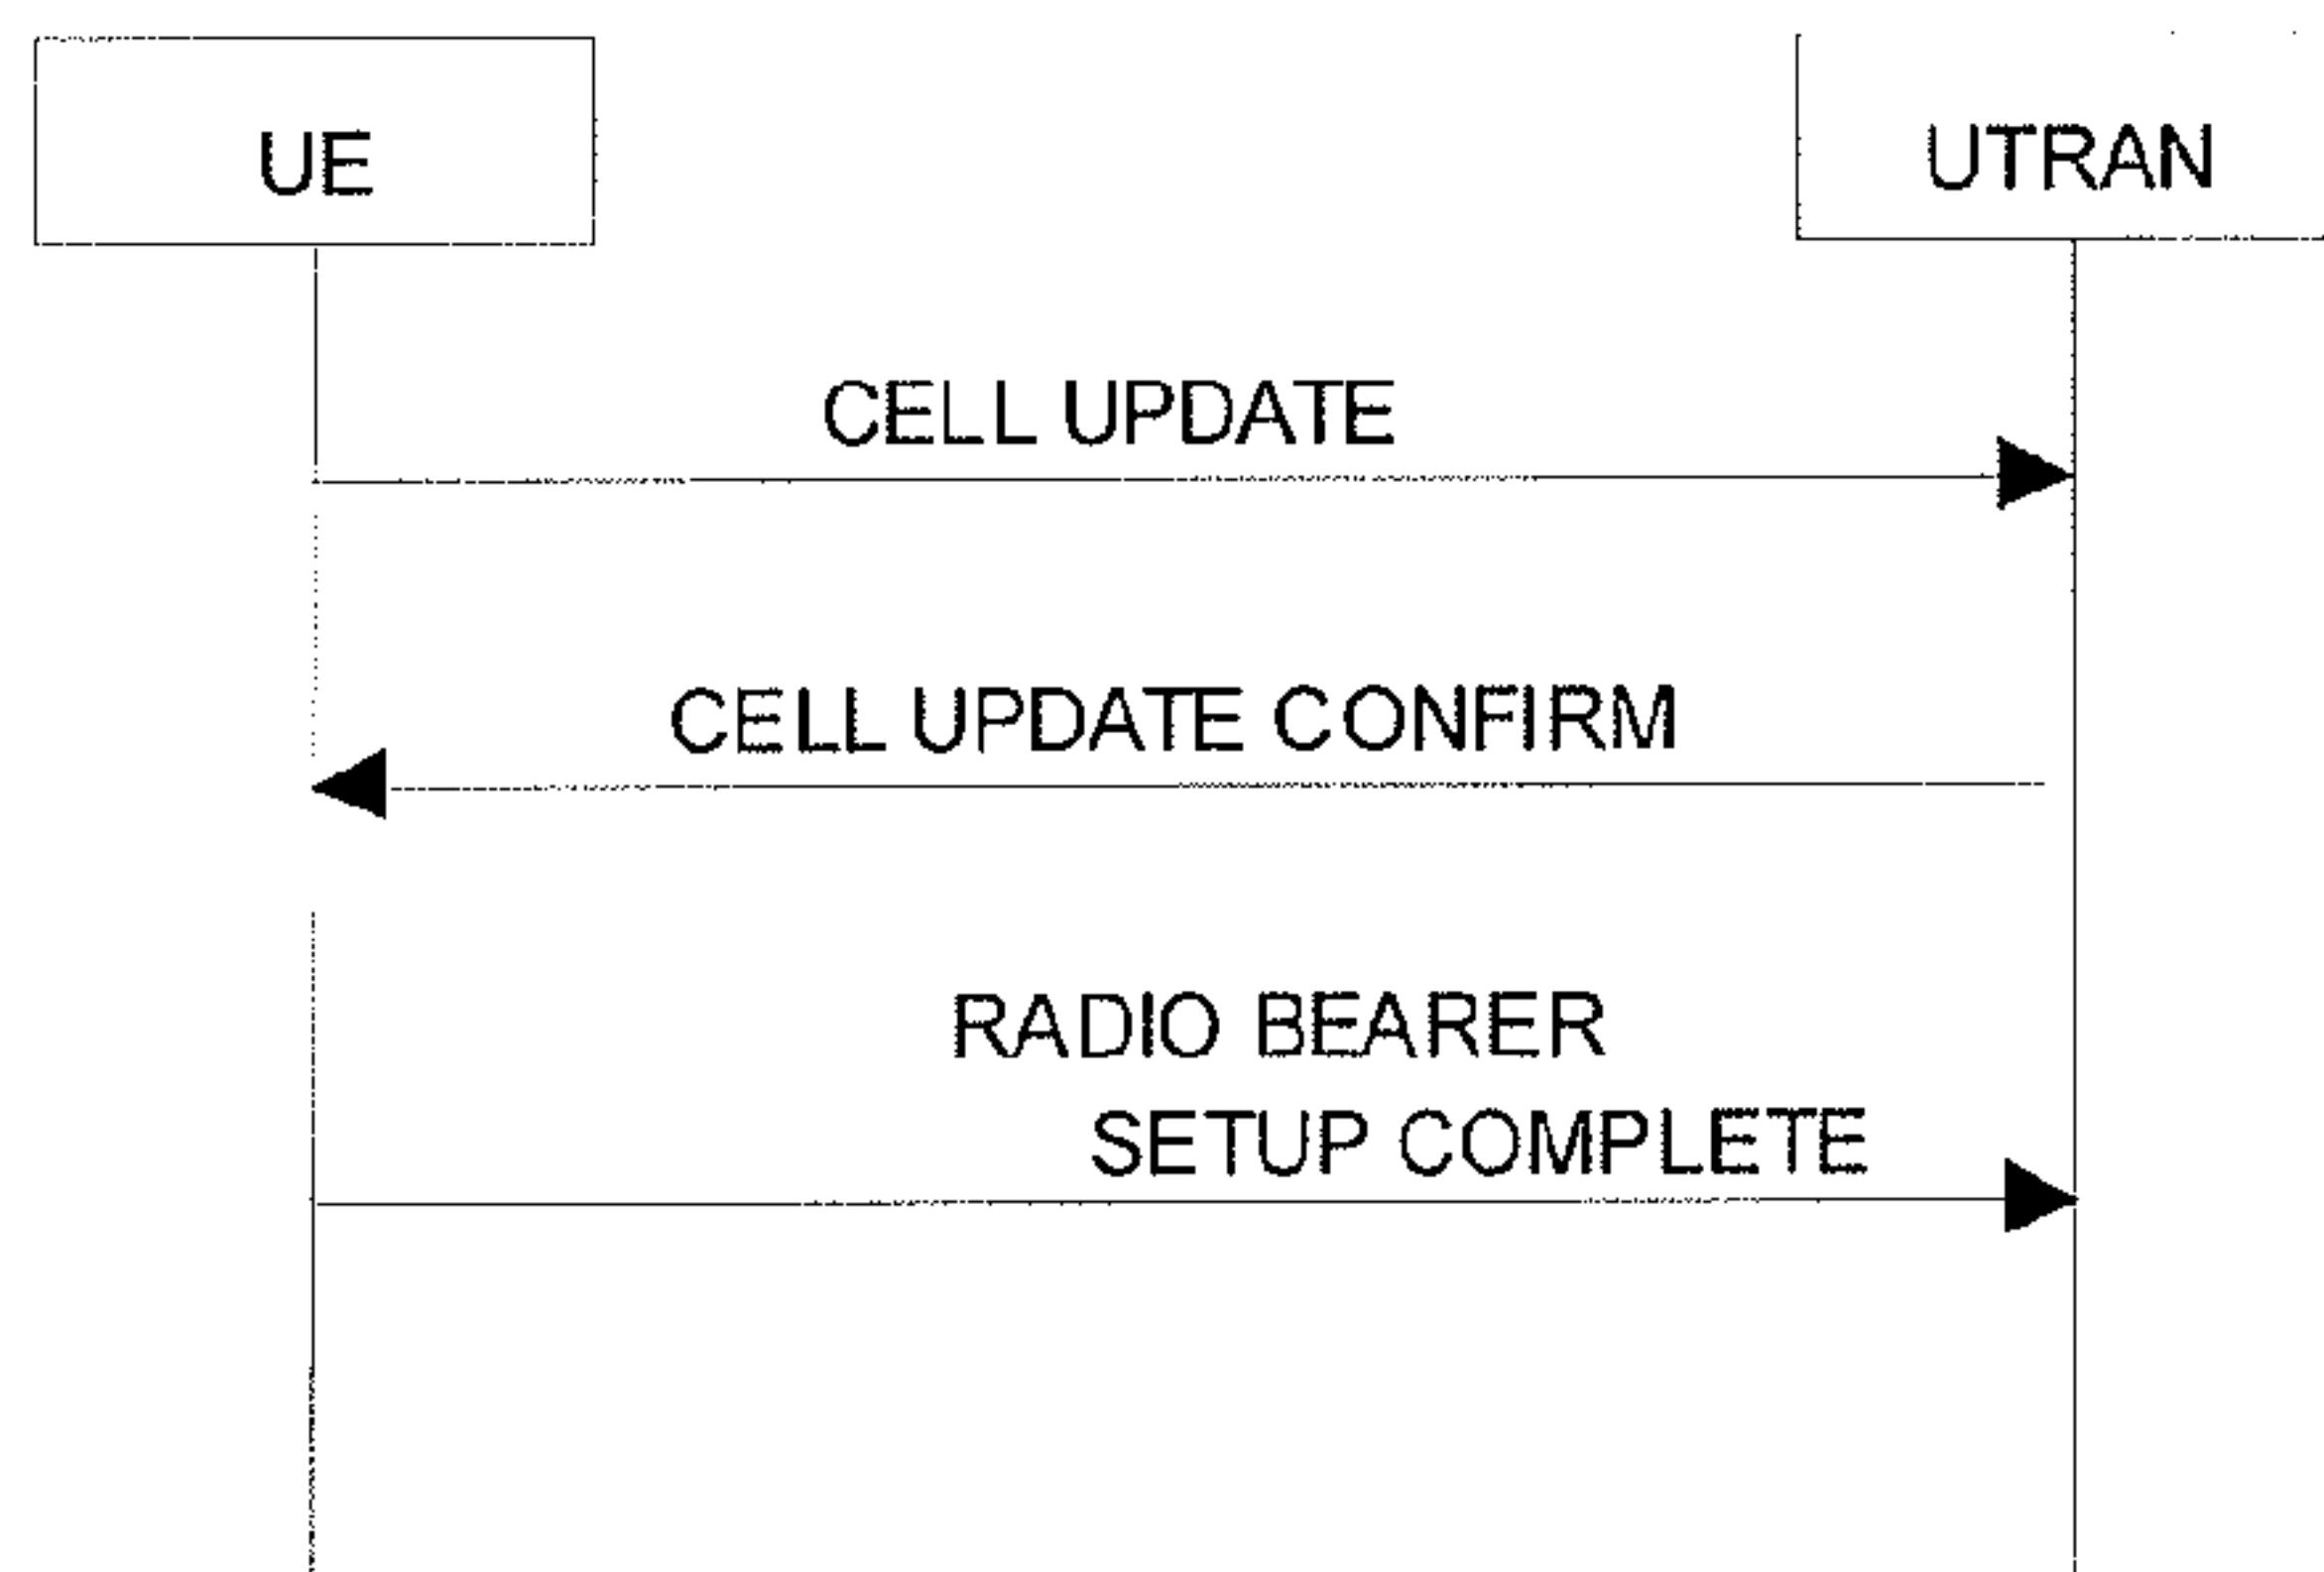 UE
UTRAN
CELL UPDATE
CELL UPDATE CONFIRM
RADIO BEARER
SETUP COMPLETE